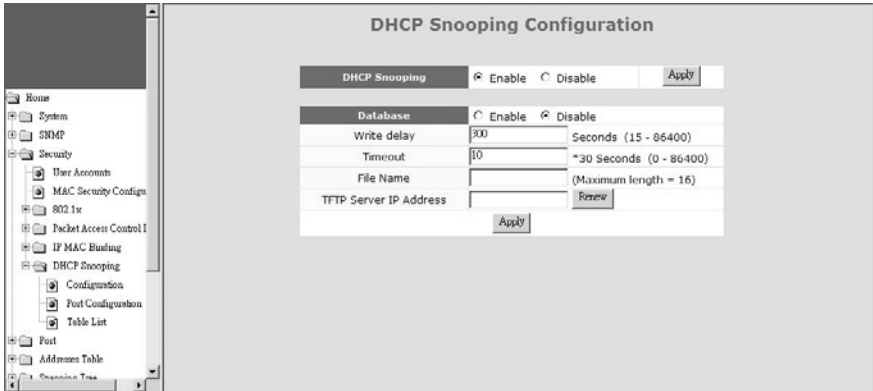 DHCP Snooping Configuration
DHCP Snooping Enable Disable Apply
Database Enable Disable
Write delay 300 Seconds (15 - 86400)
Timeout 10 *30 Seconds (0 - 86400)
File Name (Maximum length = 16)
TFTP Server IP Address Renew
Apply
Home
System
SNMP
Security
User Accounts
MAC Security Configu
802.1x
Packet Access Control
IP MAC Binding
DHCP Snooping
Configuration
Port Configuration
Table List
Port
Addresses Table
Spanning Tree